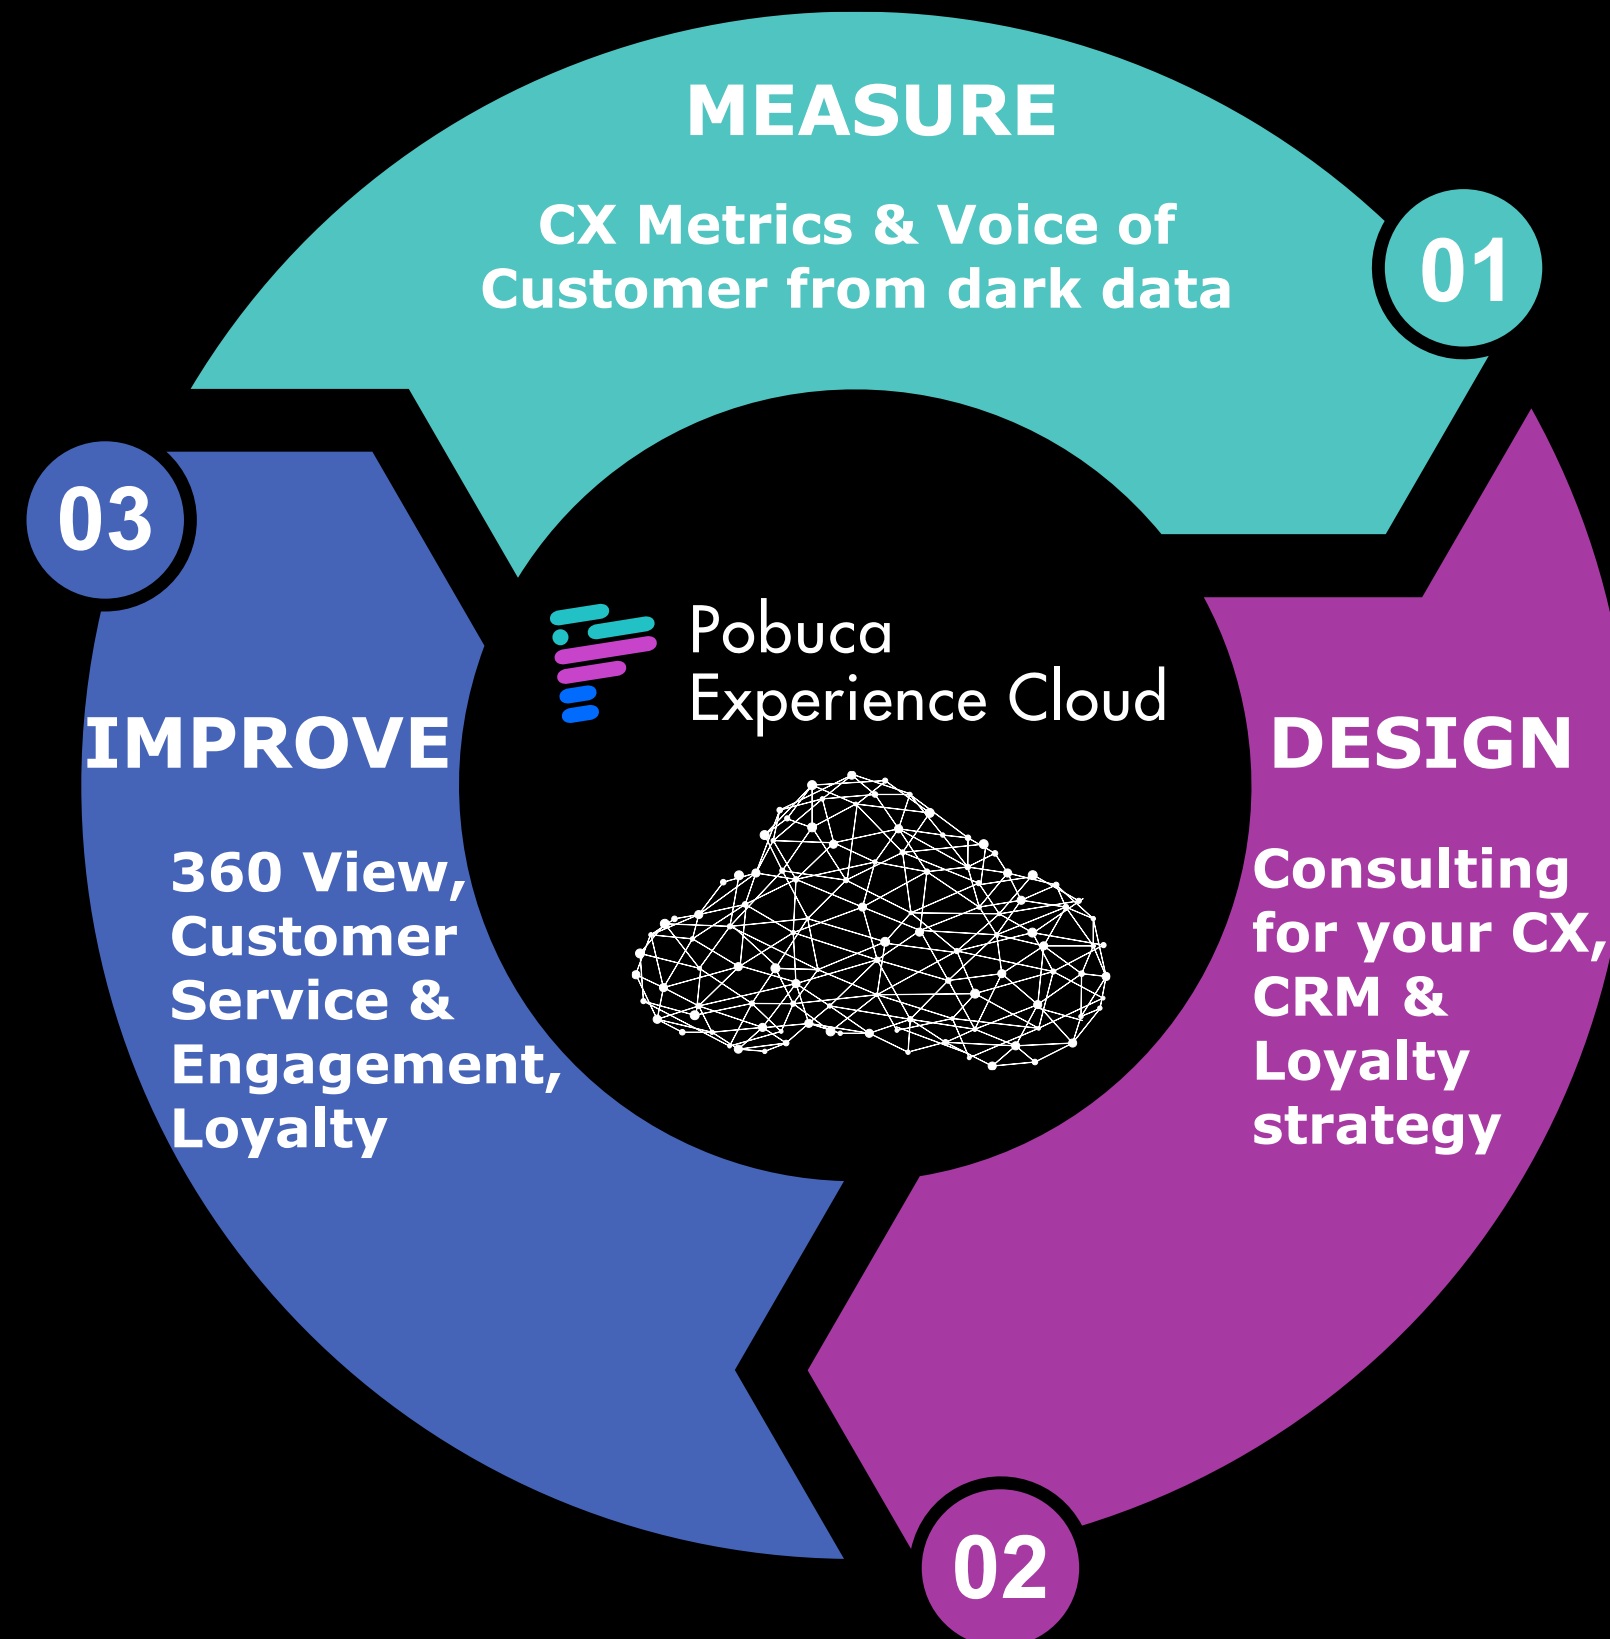 MEASURE
CX Metrics & Voice of
Customer from dark data
01
DESIGN
Consulting
for your CX,
CRM &
Loyalty
strategy
02
IMPROVE
360 View,
Customer
Service &
Engagement,
Loyalty
03
Pobuca
Experience Cloud